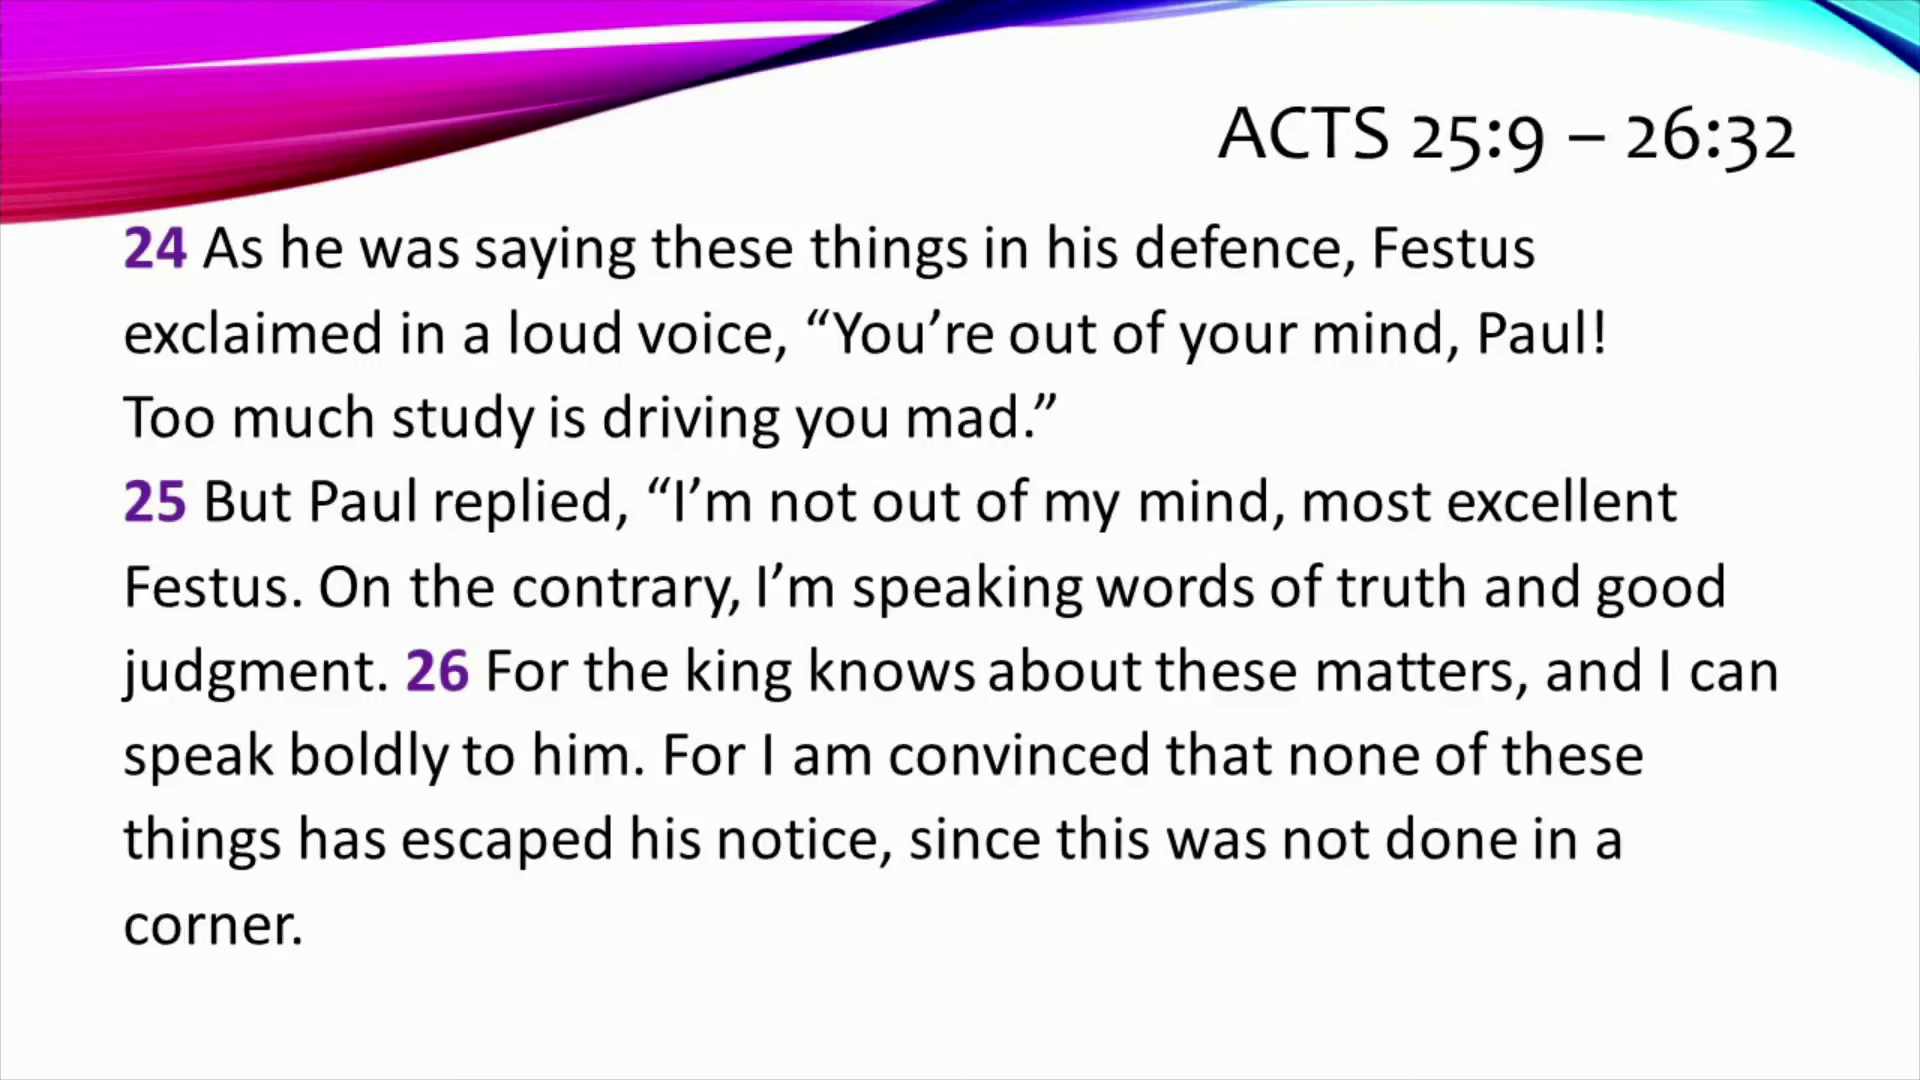 ACTS 25:9 – 26:32
24 As he was saying these things in his defence, Festus
exclaimed in a loud voice, “You’re out of your mind, Paul!
Too much study is driving you mad.”
25 But Paul replied, “I’m not out of my mind, most excellent
Festus. On the contrary, I’m speaking words of truth and good
judgment. 26 For the king knows about these matters, and I can
speak boldly to him. For I am convinced that none of these
things has escaped his notice, since this was not done in a
corner.